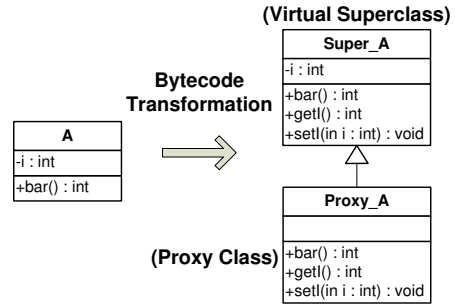 (Virtual Superclass)
Super_A
-i : int
+bar() : int
+getI() : int
+setI(in i : int) : void
Bytecode
Transformation
A
-i : int
+bar() : int
Proxy_A
(Proxy Class)
+bar() : int
+getI() : int
+setI(in i : int) : void